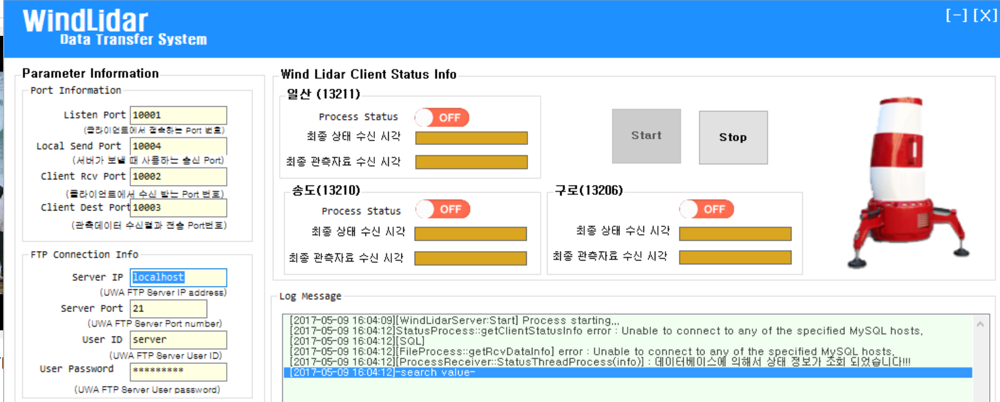 WindLidar
Data Transfer System
[-] [X]
Parameter Information
Port Information
Listen Port 10001
(클라이언트에서 접속하는 Port 번호)
Local Send Port 10004
(서버가 보낼 때 사용하는 송신 Port)
Client Rcv Port 10002
(클라이언트에서 수신 받는 Port 번호)
Client Dest Port 10003
(관측데이터 수신결과 전송 Port번호)
FTP Connection Info
Server IP localhost
(UWA FTP Server IP address)
Server Port 21
(UWA FTP Server Port number)
User ID server
(UWA FTP Server User ID)
User Password *********
(UWA FTP Server User password)
Wind Lidar Client Status Info
일산 (13211)
Process Status OFF
최종 상태 수신 시각
최종 관측자료 수신 시각
Start
Stop
송도(13210)
Process Status OFF
최종 상태 수신 시각
최종 관측자료 수신 시각
구로(13206)
OFF
최종 상태 수신 시각
최종 관측자료 수신 시각
Log Message
[2017-05-09 16:04:09][WindLidarServer:Start] Process starting...
[2017-05-09 16:04:12]StatusProcess::getClientStatusInfo error : Unable to connect to any of the specified MySQL hosts.
[2017-05-09 16:04:12][SQL]
[2017-05-09 16:04:12][FileProcess::getRcvDataInfo] error : Unable to connect to any of the specified MySQL hosts.
[2017-05-09 16:04:12][ProcessReceiver::StatusThreadProcess(info)] : 데이터베이스에 의해서 상태 정보가 조회 되었습니다!!!
[2017-05-09 16:04:12]-search value-